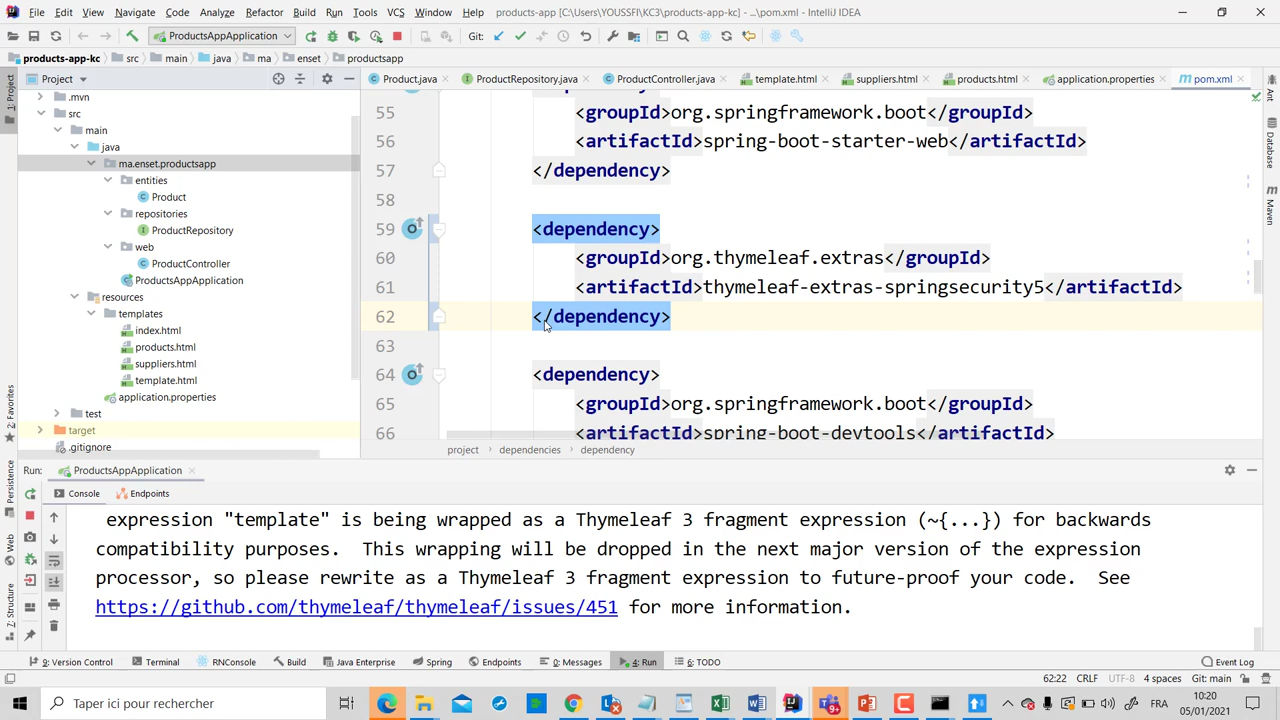 File Edit View Navigate Code Analyze Refactor Build Run Tools VCS Window Help products-app [C:\Users\YOUSSFI\KC3\products-app-kc] - ...\pom.xml - IntelliJ IDEA
ProductsAppApplication Git:
products-app-kc src main java ma enset productsapp
1: Project
Project
Product.java ProductRepository.java ProductController.java template.html suppliers.html products.html application.properties pom.xml
.mvn
src
main
java
ma.enset.productsapp
entities
Product
repositories
ProductRepository
web
ProductController
ProductsAppApplication
resources
templates
index.html
products.html
suppliers.html
template.html
application.properties
test
target
.gitignore
55 <groupId>org.springframework.boot</groupId>
56 <artifactId>spring-boot-starter-web</artifactId>
57 </dependency>
58
59 <dependency>
60 <groupId>org.thymeleaf.extras</groupId>
61 <artifactId>thymeleaf-extras-springsecurity5</artifactId>
62 </dependency>
63
64 <dependency>
65 <groupId>org.springframework.boot</groupId>
66 <artifactId>spring-boot-devtools</artifactId>
project dependencies dependency
Ant
Database
Maven
2: Favorites
Persistence
Web
7: Structure
Run: ProductsAppApplication
Console Endpoints
expression "template" is being wrapped as a Thymeleaf 3 fragment expression (~{...}) for backwards
compatibility purposes. This wrapping will be dropped in the next major version of the expression
processor, so please rewrite as a Thymeleaf 3 fragment expression to future-proof your code. See
https://github.com/thymeleaf/thymeleaf/issues/451 for more information.
9: Version Control Terminal RNConsole Build Java Enterprise Spring Endpoints 0: Messages 4: Run 6: TODO Event Log
62:22 CRLF UTF-8 4 spaces Git: main
Taper ici pour rechercher
FRA
10:20
05/01/2021